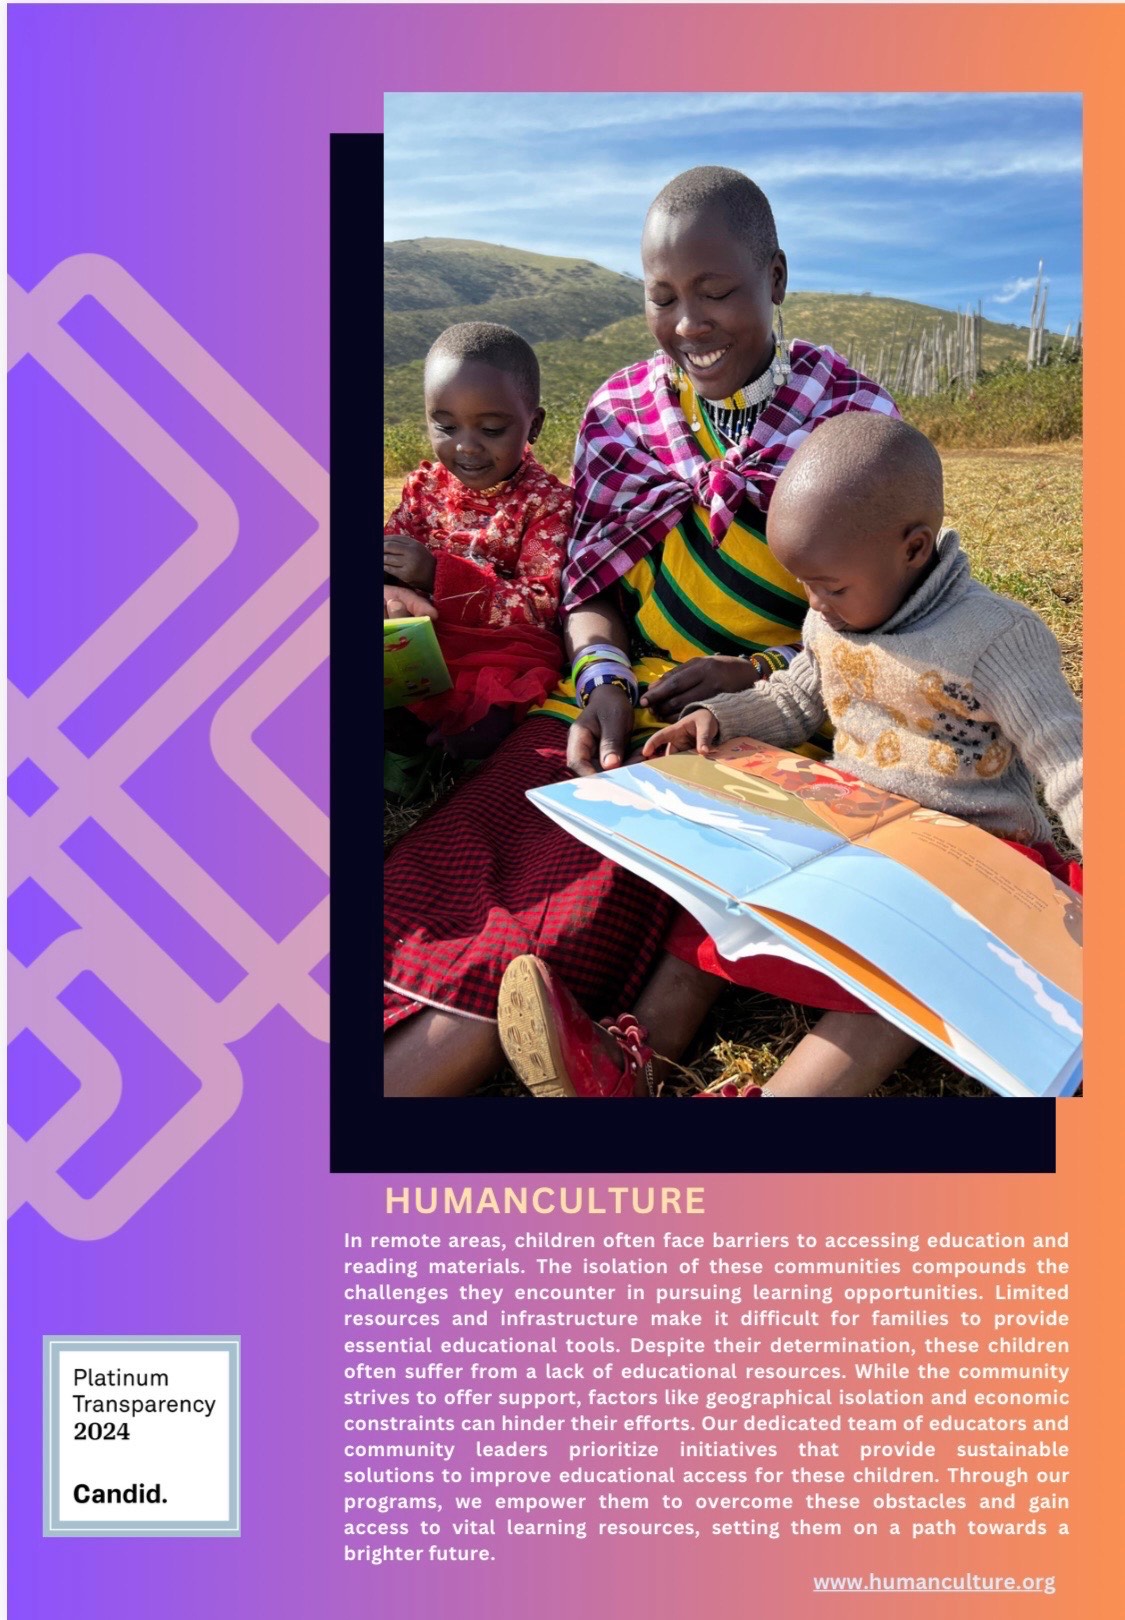 HUMANCULTURE
In remote areas, children often face barriers to accessing education and
reading materials. The isolation of these communities compounds the
challenges they encounter in pursuing learning opportunities. Limited
resources and infrastructure make it difficult for families to provide
essential educational tools. Despite their determination, these children
often suffer from a lack of educational resources. While the community
strives to offer support, factors like geographical isolation and economic
constraints can hinder their efforts. Our dedicated team of educators and
community leaders prioritize initiatives that provide sustainable
solutions to improve educational access for these children. Through our
programs, we empower them to overcome these obstacles and gain
access to vital learning resources, setting them on a path towards a
brighter future.
www.humanculture.org
Platinum
Transparency
2024
Candid.